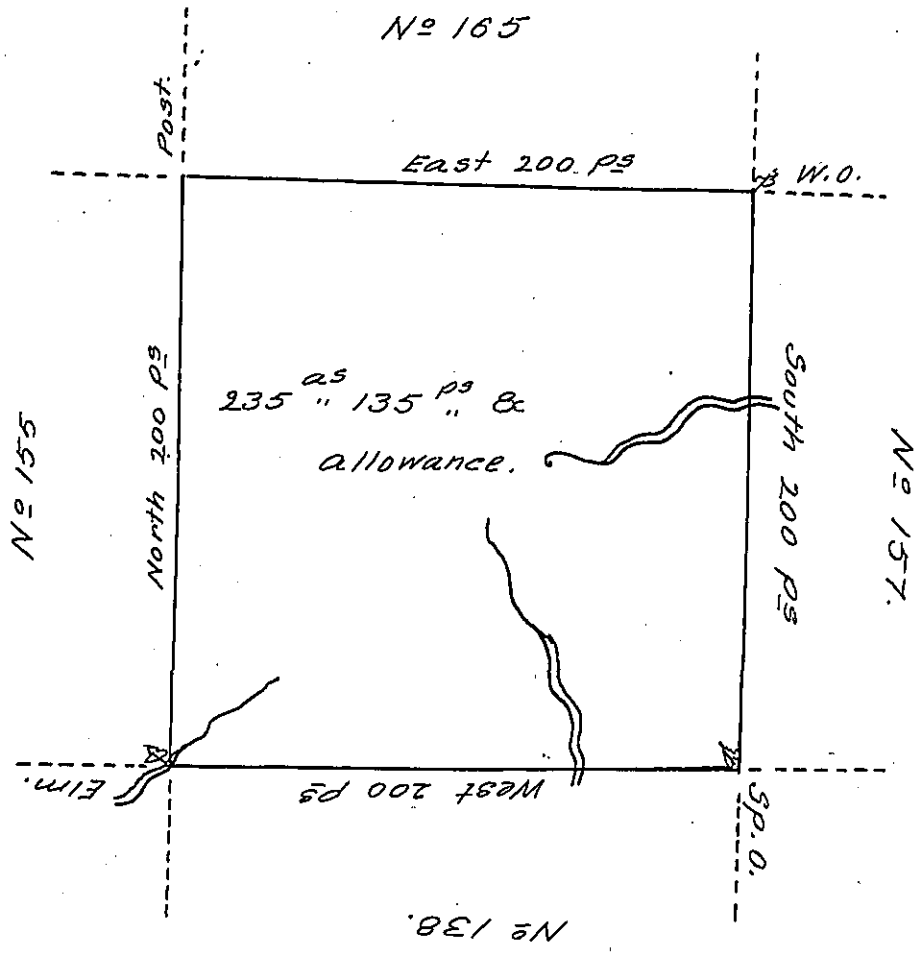 Nº 165
Post.
East 200 Ps
W.O.
North 200 Ps
235 as " 135 Ps " &
allowance.
South 200 Ps
Nº 155
Nº 157.
Elm.
West 200 Ps
Sp. O.
Nº 138.